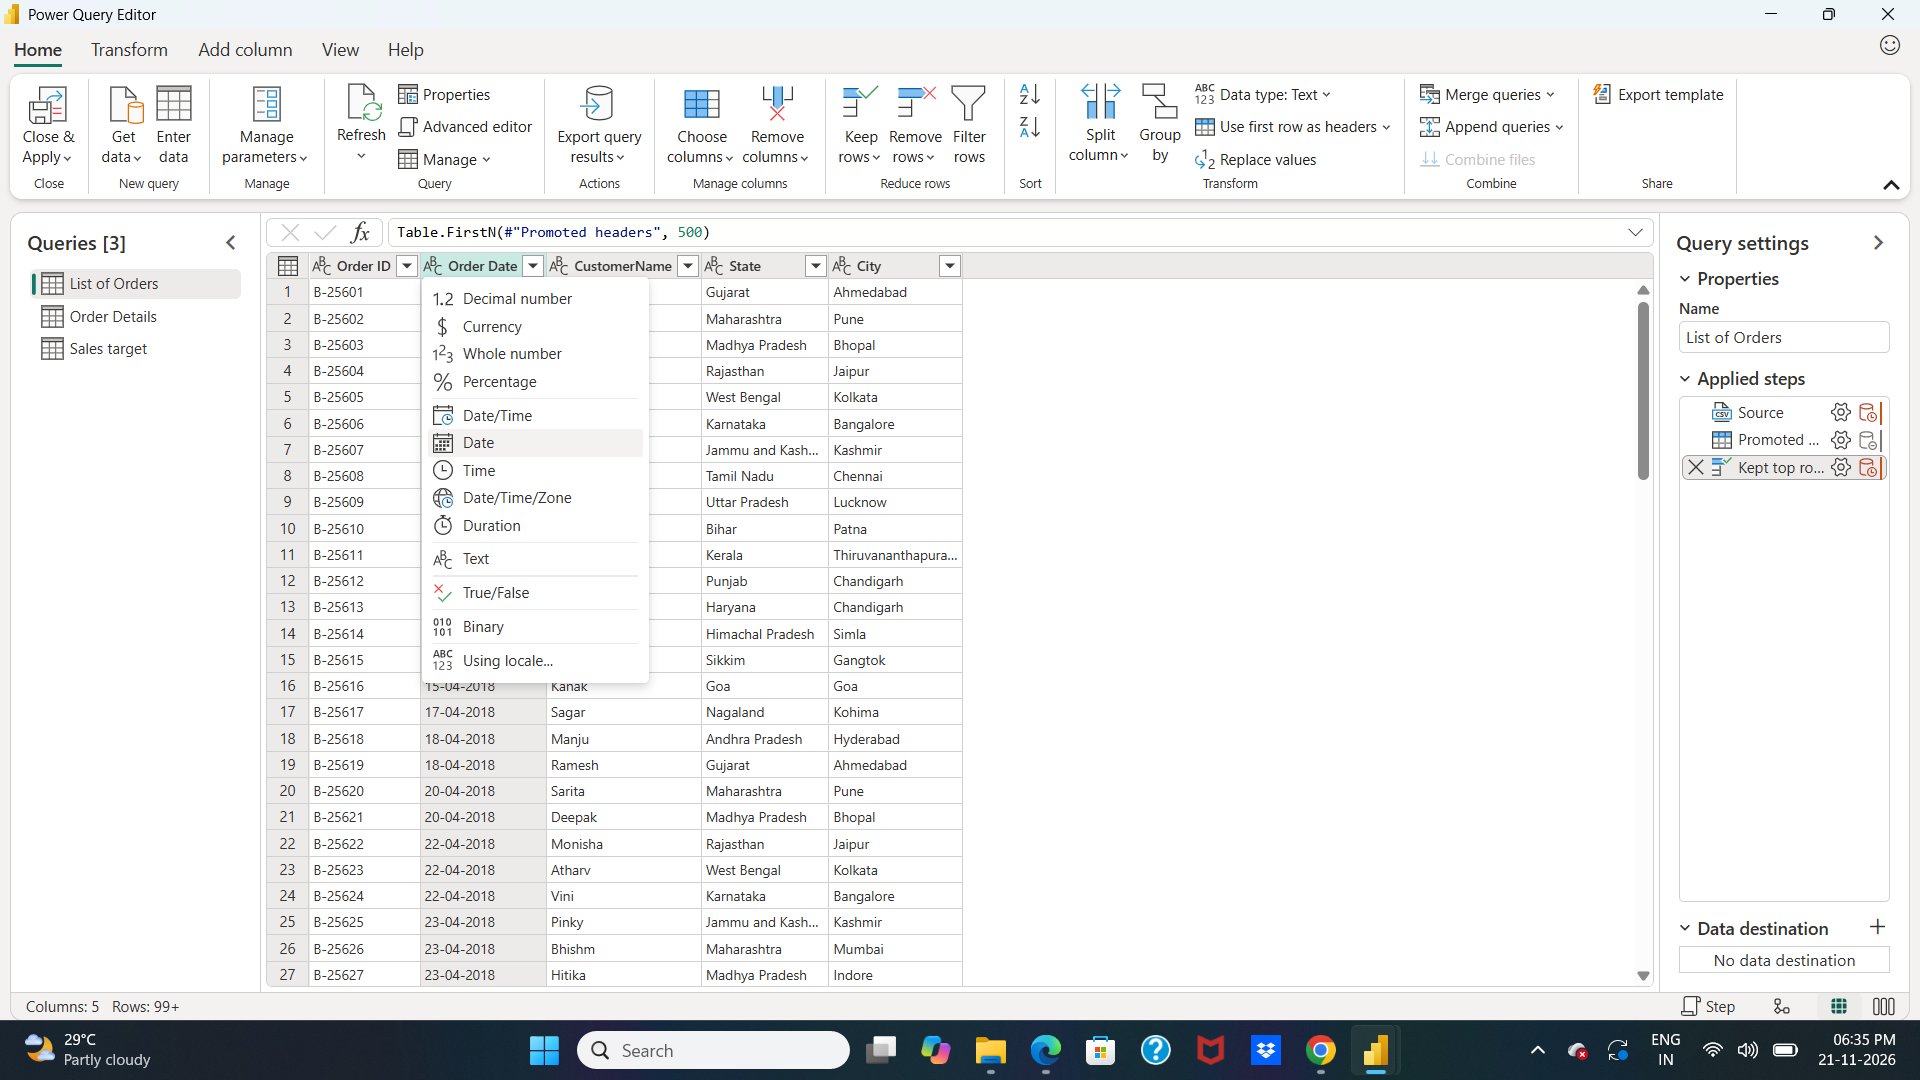 Power Query Editor
Home Transform Add column View Help
Close & Apply
Close
Get data
Enter data
New query
Manage parameters
Manage
Refresh
Properties
Advanced editor
Manage
Query
Export query results
Actions
Choose columns
Remove columns
Manage columns
Keep rows
Remove rows
Filter rows
Reduce rows
Sort
Split column
Group by
Data type: Text
Use first row as headers
Replace values
Transform
Merge queries
Append queries
Combine files
Combine
Export template
Share
Queries [3]
List of Orders
Order Details
Sales target
fx Table.FirstN(#"Promoted headers", 500)
Order ID Order Date CustomerName State City
1 B-25601 Gujarat Ahmedabad
2 B-25602 Maharashtra Pune
3 B-25603 Madhya Pradesh Bhopal
4 B-25604 Rajasthan Jaipur
5 B-25605 West Bengal Kolkata
6 B-25606 Karnataka Bangalore
7 B-25607 Jammu and Kash... Kashmir
8 B-25608 Tamil Nadu Chennai
9 B-25609 Uttar Pradesh Lucknow
10 B-25610 Bihar Patna
11 B-25611 Kerala Thiruvananthapura...
12 B-25612 Punjab Chandigarh
13 B-25613 Haryana Chandigarh
14 B-25614 Himachal Pradesh Simla
15 B-25615 Sikkim Gangtok
16 B-25616 15-04-2018 Kanak Goa Goa
17 B-25617 17-04-2018 Sagar Nagaland Kohima
18 B-25618 18-04-2018 Manju Andhra Pradesh Hyderabad
19 B-25619 18-04-2018 Ramesh Gujarat Ahmedabad
20 B-25620 20-04-2018 Sarita Maharashtra Pune
21 B-25621 20-04-2018 Deepak Madhya Pradesh Bhopal
22 B-25622 22-04-2018 Monisha Rajasthan Jaipur
23 B-25623 22-04-2018 Atharv West Bengal Kolkata
24 B-25624 22-04-2018 Vini Karnataka Bangalore
25 B-25625 23-04-2018 Pinky Jammu and Kash... Kashmir
26 B-25626 23-04-2018 Bhishm Maharashtra Mumbai
27 B-25627 23-04-2018 Hitika Madhya Pradesh Indore
1.2 Decimal number
$ Currency
123 Whole number
% Percentage
Date/Time
Date
Time
Date/Time/Zone
Duration
ABC Text
True/False
010 101 Binary
ABC 123 Using locale...
Query settings
Properties
Name
List of Orders
Applied steps
Source
Promoted ...
Kept top ro...
Data destination
No data destination
Columns: 5 Rows: 99+
Step
29°C
Partly cloudy
Search
ENG
IN
06:35 PM
21-11-2026